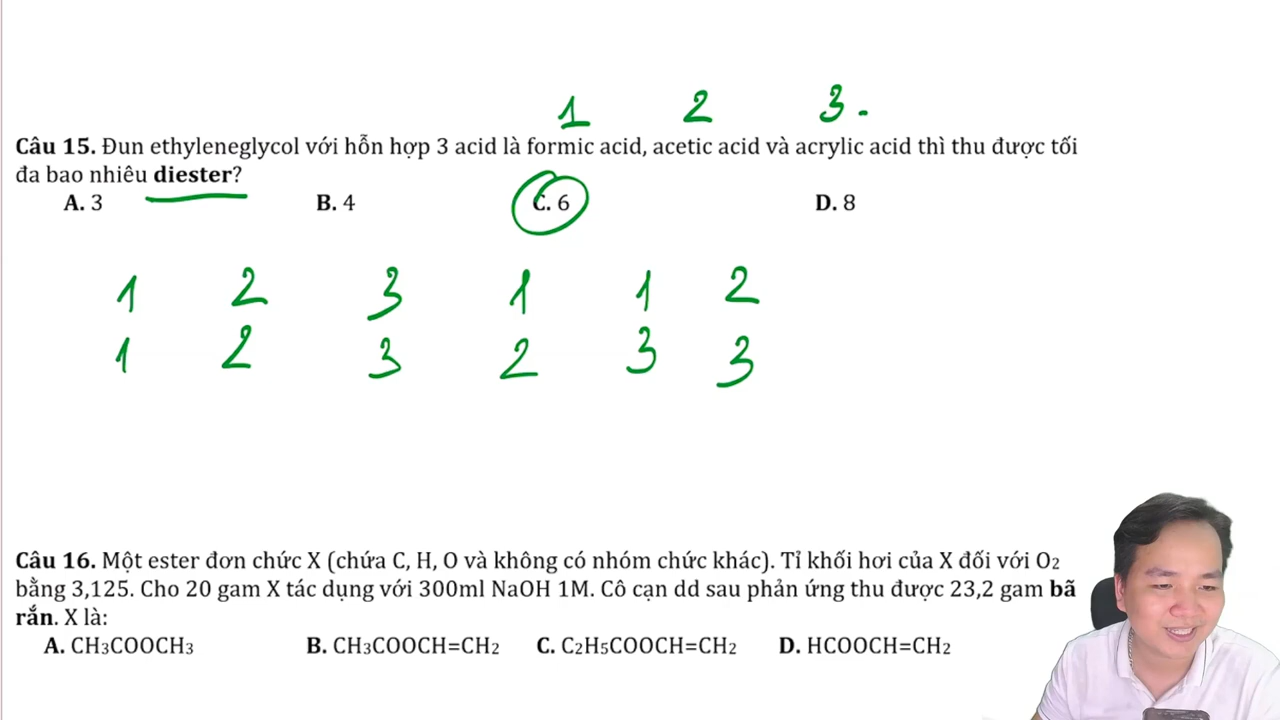 1 2 3.
Câu 15. Đun ethyleneglycol với hỗn hợp 3 acid là formic acid, acetic acid và acrylic acid thì thu được tối
đa bao nhiêu diester?
A. 3 B. 4 C. 6 D. 8
1 2 3 1 1 2
1 2 3 2 3 3
Câu 16. Một ester đơn chức X (chứa C, H, O và không có nhóm chức khác). Tỉ khối hơi của X đối với O2
bằng 3,125. Cho 20 gam X tác dụng với 300ml NaOH 1M. Cô cạn dd sau phản ứng thu được 23,2 gam bã
rắn. X là:
A. CH3COOCH3 B. CH3COOCH=CH2 C. C2H5COOCH=CH2 D. HCOOCH=CH2